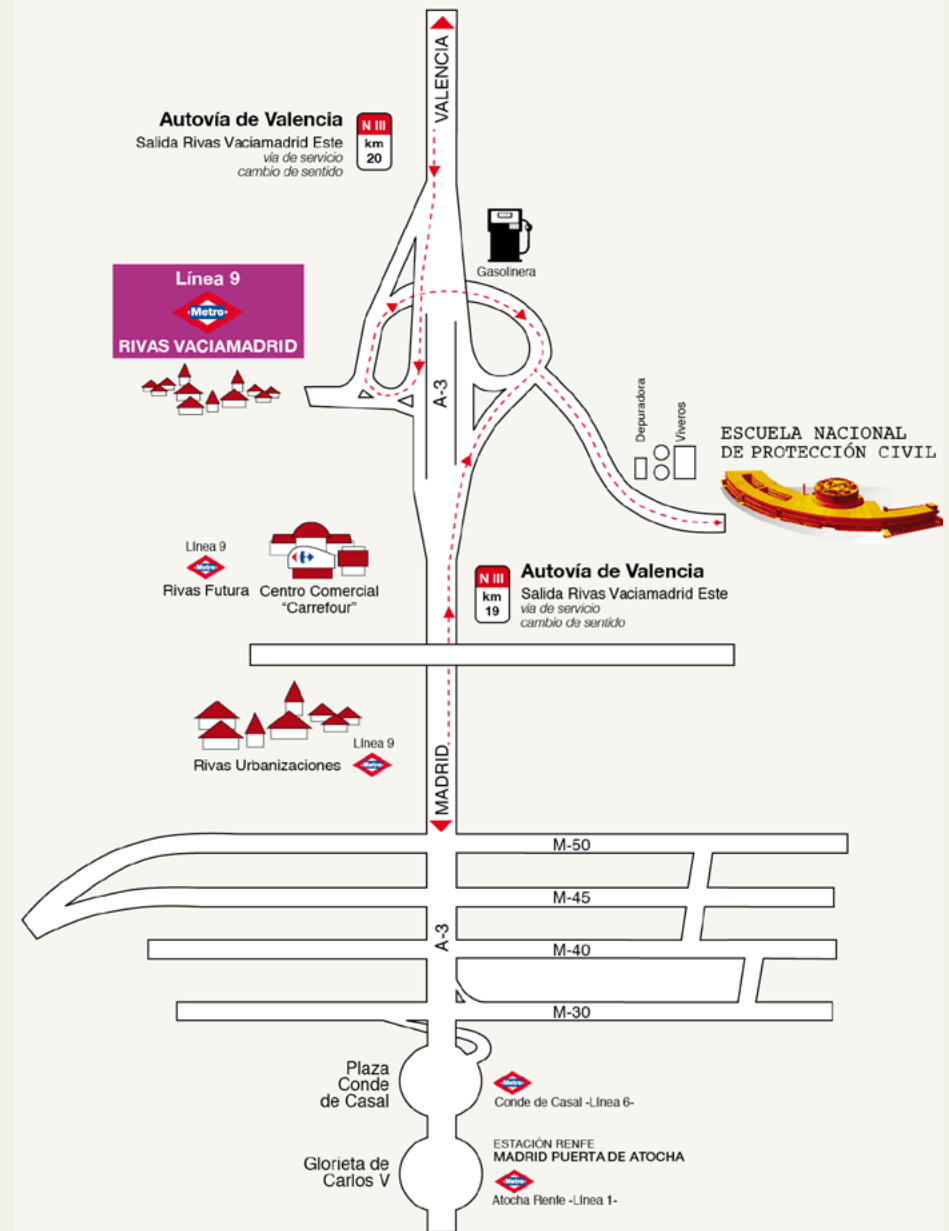 VALENCIA
Autovía de Valencia
Salida Rivas Vaciamadrid Este
vía de servicio
cambio de sentido
N III
km
20
Gasolinera
Línea 9
Metro
RIVAS VACIAMADRID
A-3
Depuradora
Viveros
ESCUELA NACIONAL
DE PROTECCIÓN CIVIL
Línea 9
Metro
Rivas Futura
Centro Comercial
"Carrefour"
N III
km
19
Autovía de Valencia
Salida Rivas Vaciamadrid Este
vía de servicio
cambio de sentido
Línea 9
Metro
Rivas Urbanizaciones
MADRID
M-50
M-45
A-3
M-40
M-30
Plaza
Conde
de Casal
Metro
Conde de Casal -Línea 6-
Glorieta de
Carlos V
ESTACIÓN RENFE
MADRID PUERTA DE ATOCHA
Metro
Atocha Renfe -Línea 1-